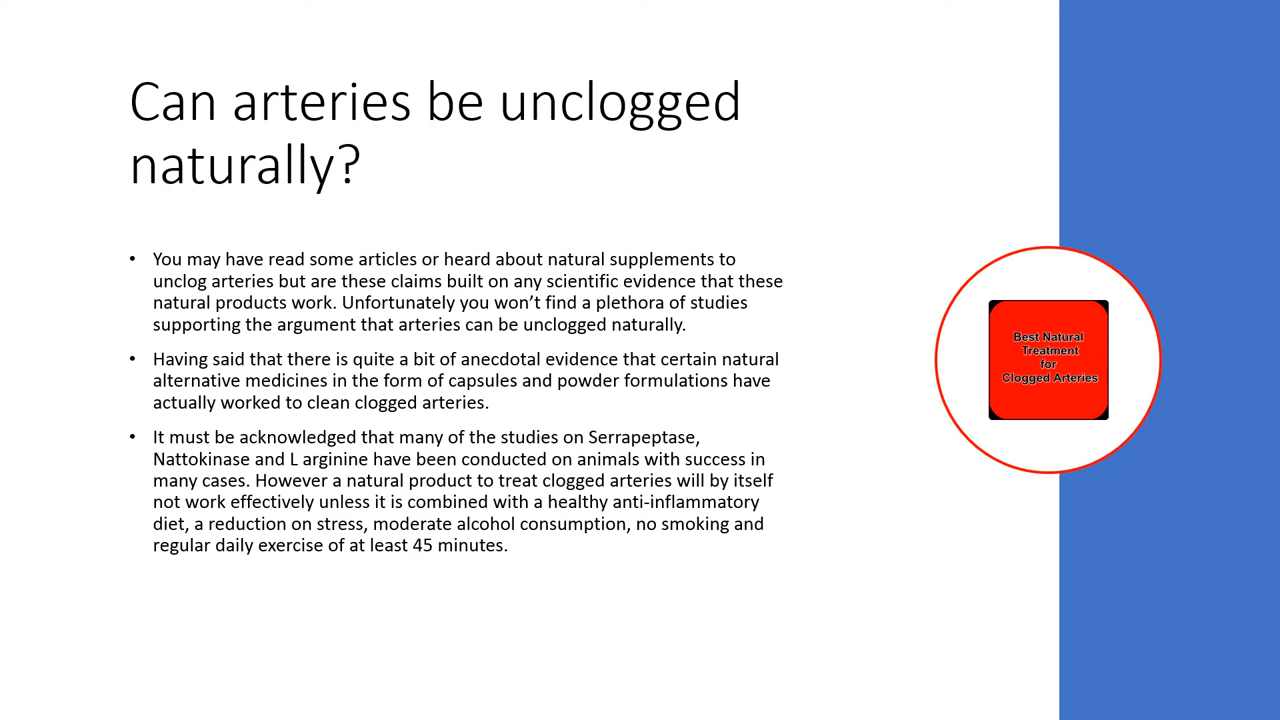 Can arteries be unclogged
naturally?
• You may have read some articles or heard about natural supplements to
unclog arteries but are these claims built on any scientific evidence that these
natural products work. Unfortunately you won’t find a plethora of studies
supporting the argument that arteries can be unclogged naturally.
• Having said that there is quite a bit of anecdotal evidence that certain natural
alternative medicines in the form of capsules and powder formulations have
actually worked to clean clogged arteries.
• It must be acknowledged that many of the studies on Serrapeptase,
Nattokinase and L arginine have been conducted on animals with success in
many cases. However a natural product to treat clogged arteries will by itself
not work effectively unless it is combined with a healthy anti-inflammatory
diet, a reduction on stress, moderate alcohol consumption, no smoking and
regular daily exercise of at least 45 minutes.
Best Natural
Treatment
for
Clogged Arteries